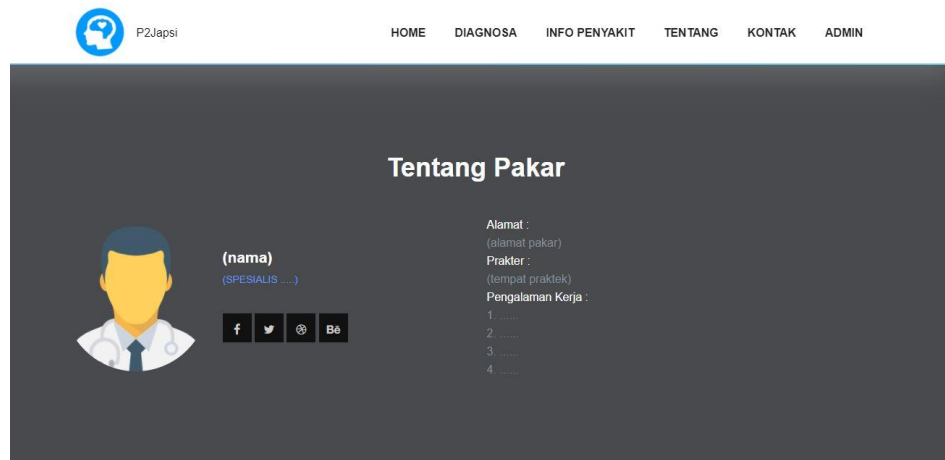 P2Japsi
HOME DIAGNOSA INFO PENYAKIT TENTANG KONTAK ADMIN
Tentang Pakar
(nama)
(SPESIALIS .....)
Bē
Alamat :
(alamat pakar)
Prakter :
(tempat praktek)
Pengalaman Kerja :
1. ......
2. ......
3. ......
4. ......